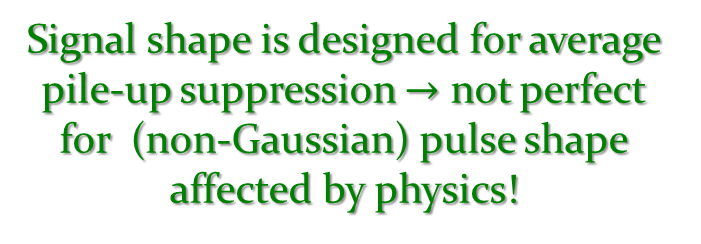 Signal shape is designed for average
pile-up suppression → not perfect
for (non-Gaussian) pulse shape
affected by physics!